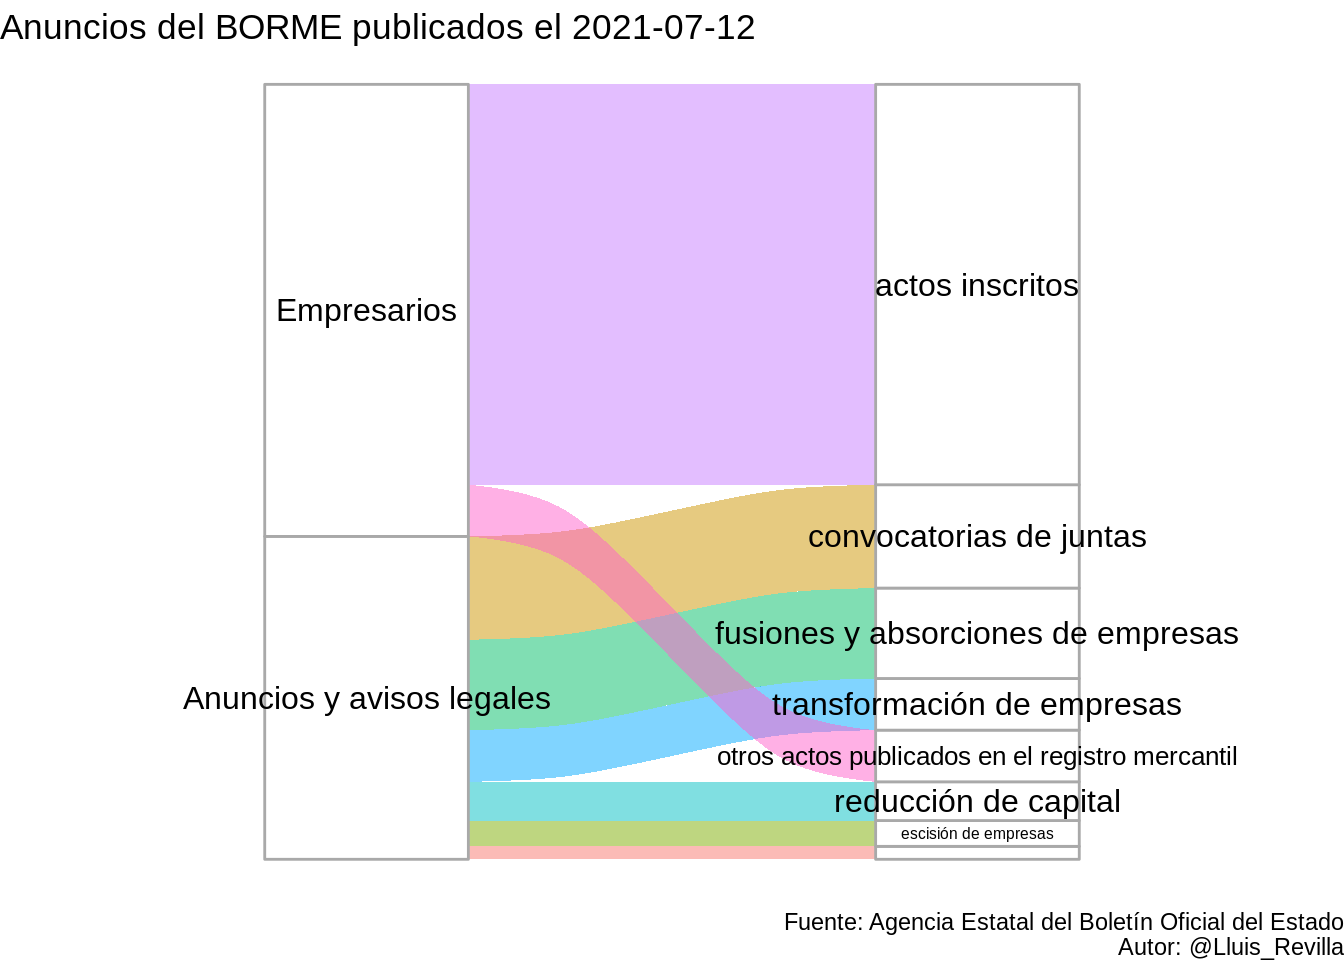 Anuncios del BORME publicados el 2021-07-12
Empresarios
actos inscritos
convocatorias de juntas
fusiones y absorciones de empresas
Anuncios y avisos legales
transformación de empresas
otros actos publicados en el registro mercantil
reducción de capital
escisión de empresas
Fuente: Agencia Estatal del Boletín Oficial del Estado
Autor: @Lluis_Revilla